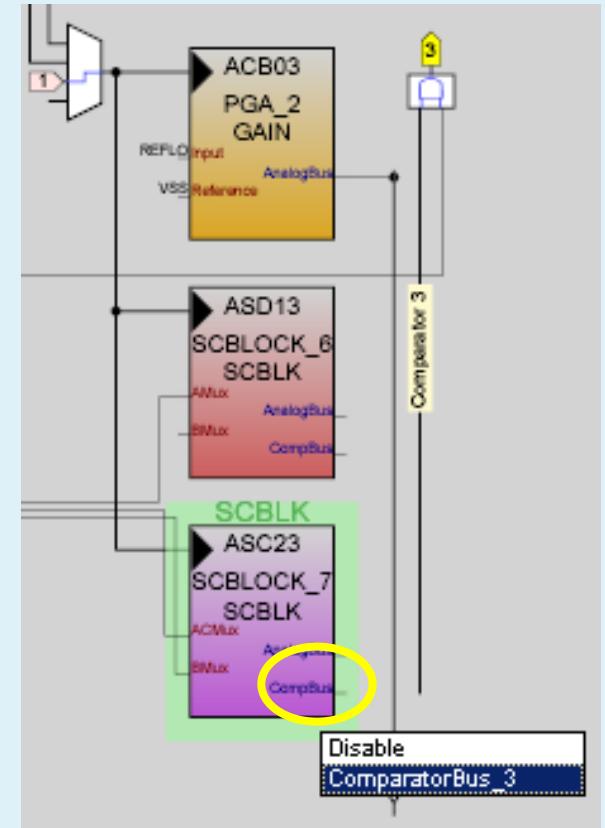 1
ACB03
PGA_2
GAIN
REFLO
Input
AnalogBus
VSS
Reference
3
Comparator 3
ASD13
SCBLOCK_6
SCBLK
AMux
AnalogBus
BMux
CompBus
SCBLK
ASC23
SCBLOCK_7
SCBLK
ACMux
AnalogBus
BMux
CompBus
Disable
ComparatorBus_3